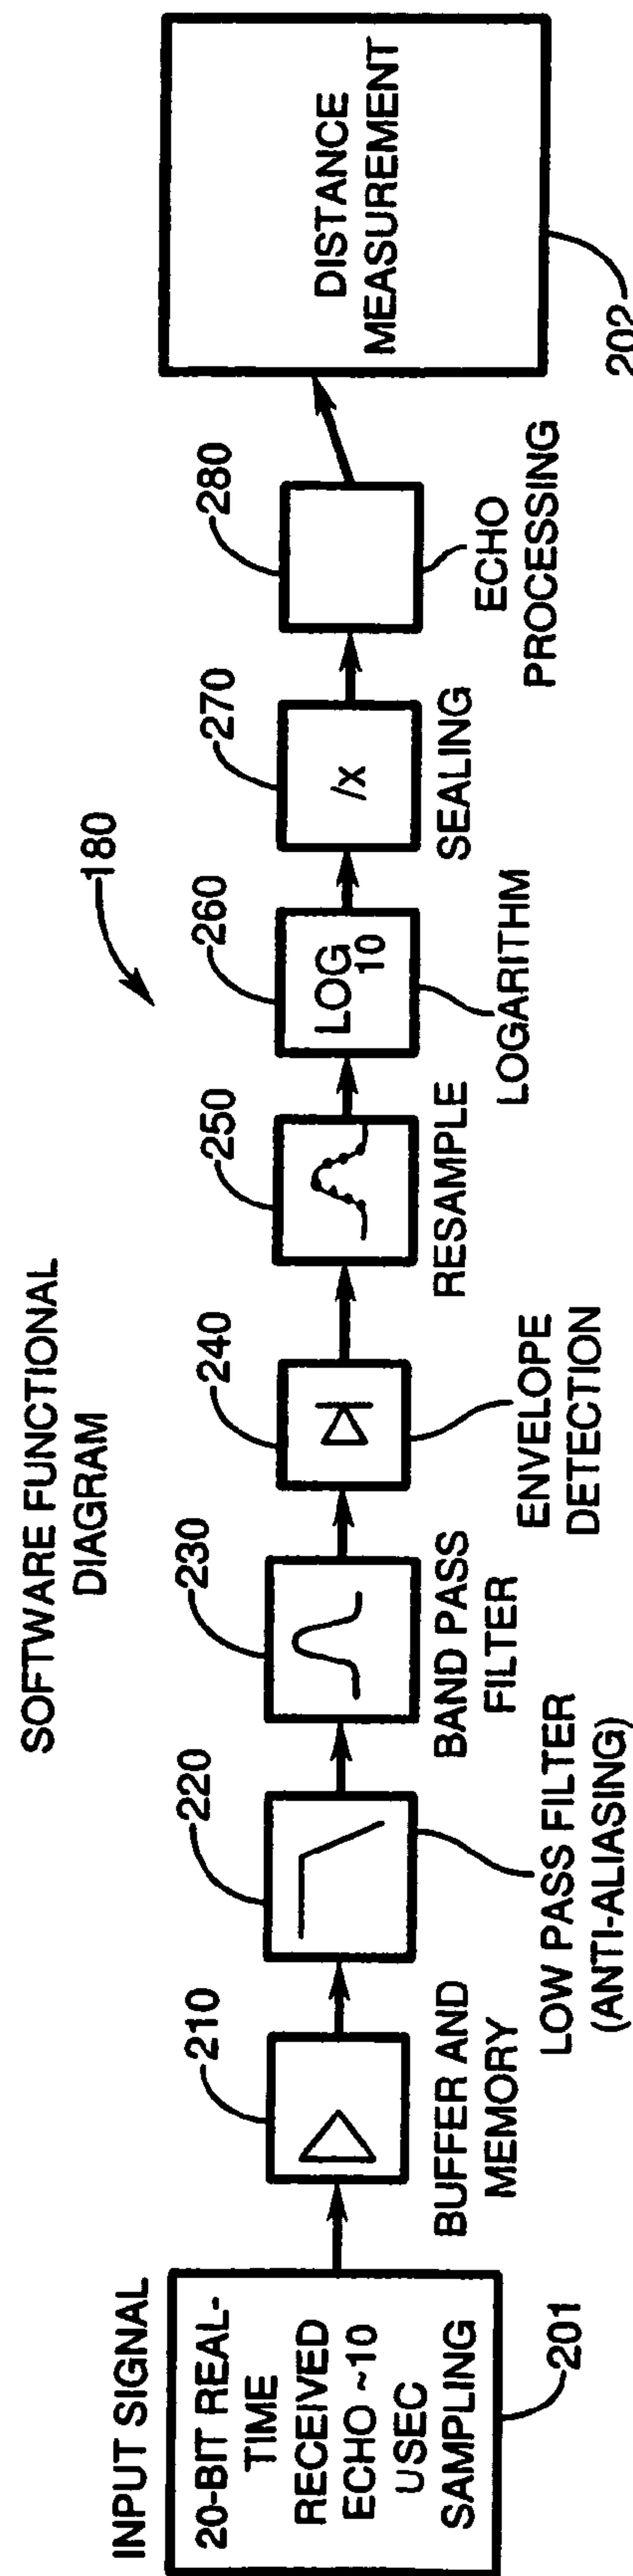 SOFTWARE FUNCTIONAL
DIAGRAM
180
INPUT SIGNAL
20-BIT REAL-
TIME
RECEIVED
ECHO ~10
USEC
SAMPLING
201
210
BUFFER AND
MEMORY
220
LOW PASS FILTER
(ANTI-ALIASING)
230
BAND PASS
FILTER
240
ENVELOPE
DETECTION
250
RESAMPLE
260
LOG
10
LOGARITHM
270
/x
SEALING
280
ECHO
PROCESSING
DISTANCE
MEASUREMENT
202